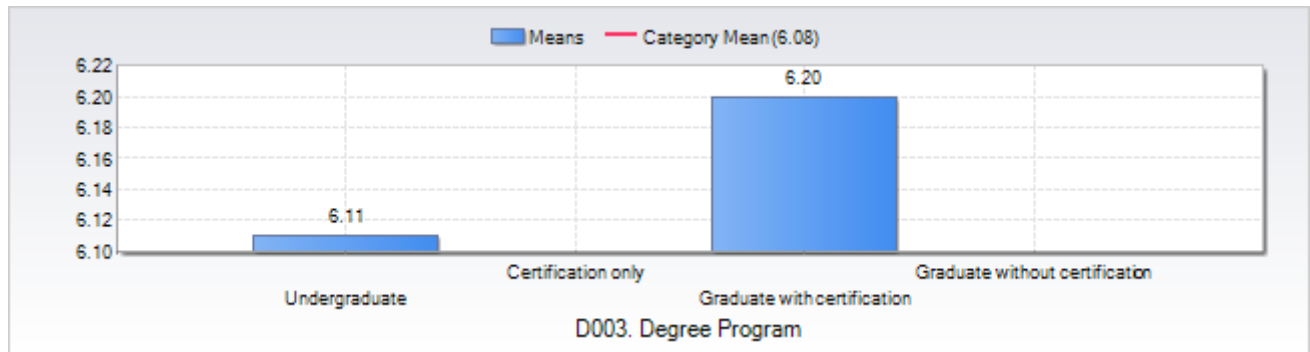 Means Category Mean(6.08)
6.22
6.20
6.18
6.16
6.14
6.12
6.10
6.11
6.20
Certification only Graduate without certification
Undergraduate Graduate with certification
D003. Degree Program